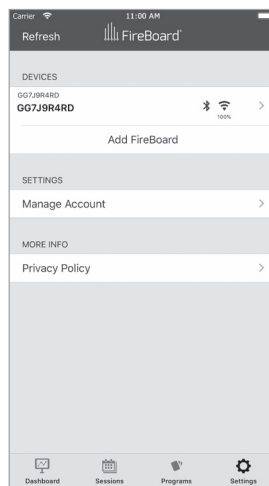 Carrier 11:00 AM
Refresh FireBoard
DEVICES
GG7J9R4RD
GG7J9R4RD
100%
Add FireBoard
SETTINGS
Manage Account
MORE INFO
Privacy Policy
Dashboard Sessions Programs Settings